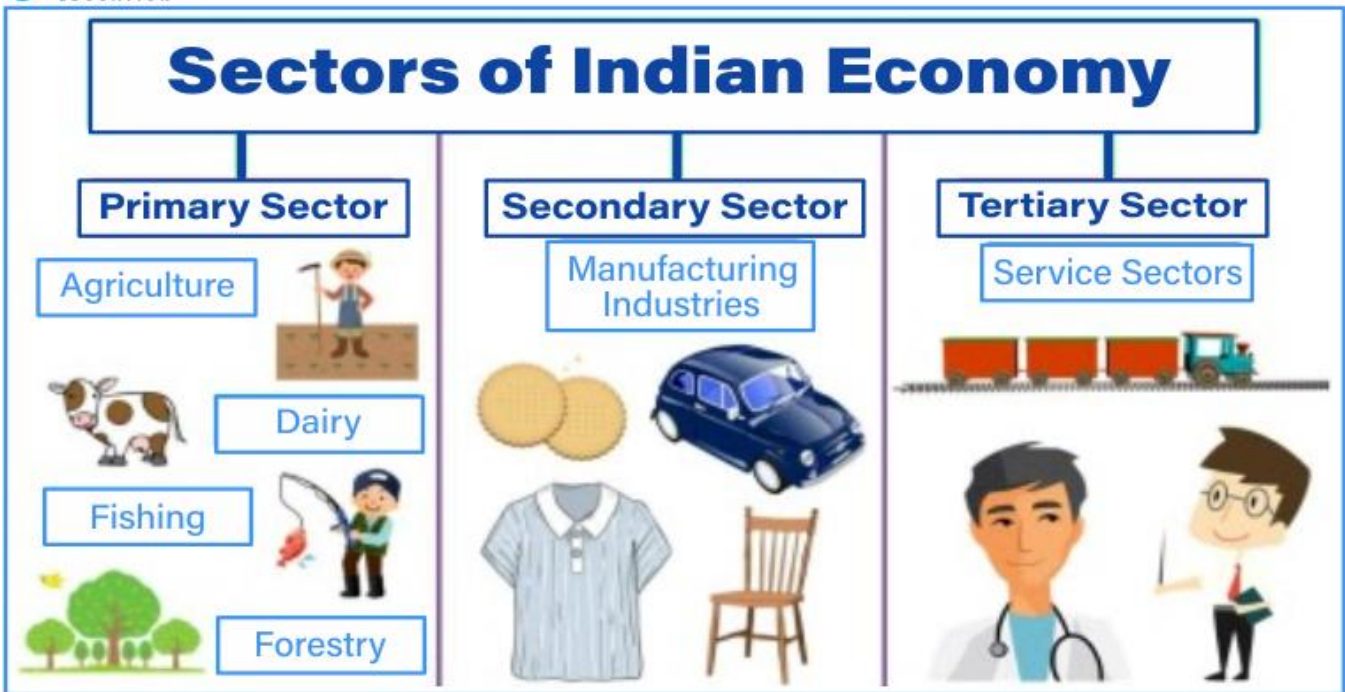 Sectors of Indian Economy
Primary Sector
Agriculture
Dairy
Fishing
Forestry
Secondary Sector
Manufacturing
Industries
Tertiary Sector
Service Sectors